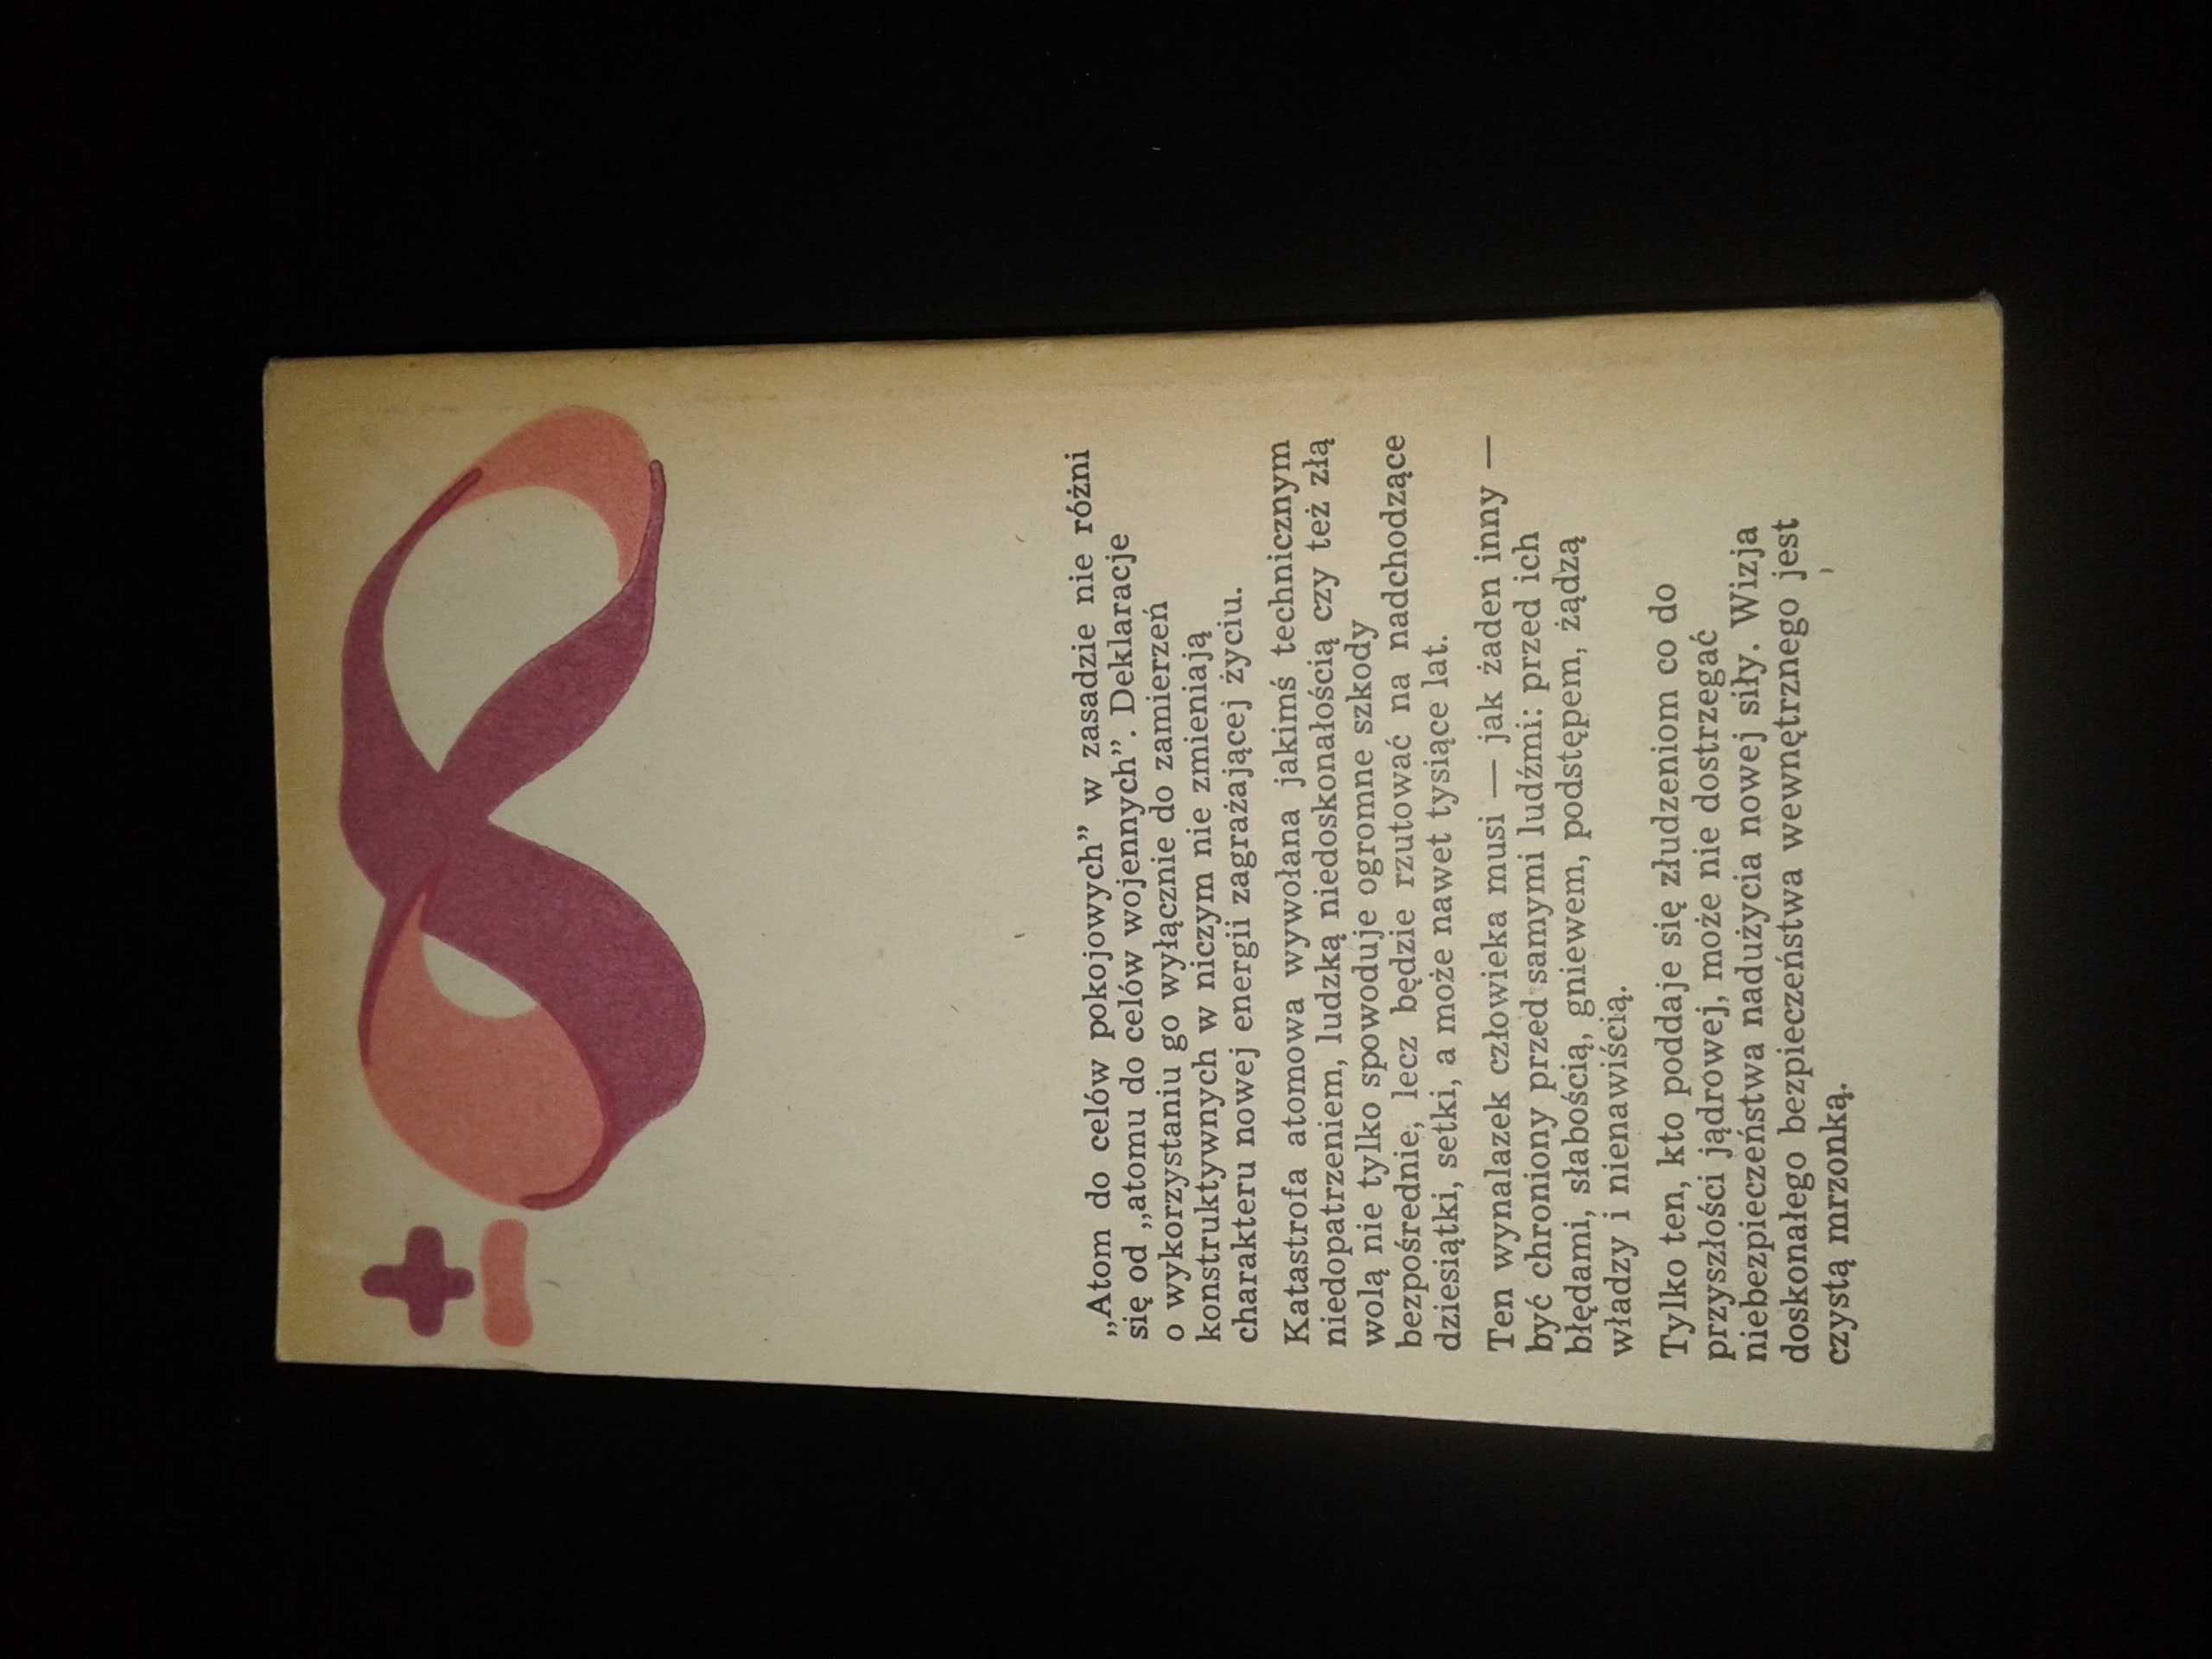 „Atom do celów pokojowych” w zasadzie nie różni
się od „atomu do celów wojennych”. Deklaracje
o wykorzystaniu go wyłącznie do zamierzeń
konstruktywnych w niczym nie zmieniają
charakteru nowej energii zagrażającej życiu.
Katastrofa atomowa wywołana jakimś technicznym
niedopatrzeniem, ludzką niedoskonałością czy też złą
wolą nie tylko spowoduje ogromne szkody
bezpośrednie, lecz będzie rzutować na nadchodzące
dziesiątki, setki, a może nawet tysiące lat.
Ten wynalazek człowieka musi — jak żaden inny —
być chroniony przed samymi ludźmi: przed ich
błędami, słabością, gniewem, podstępem, żądzą
władzy i nienawiścią.
Tylko ten, kto poddaje się złudzeniom co do
przyszłości jądrowej, może nie dostrzegać
niebezpieczeństwa nadużycia nowej siły. Wizja
doskonałego bezpieczeństwa wewnętrznego jest
czystą mrzonką.